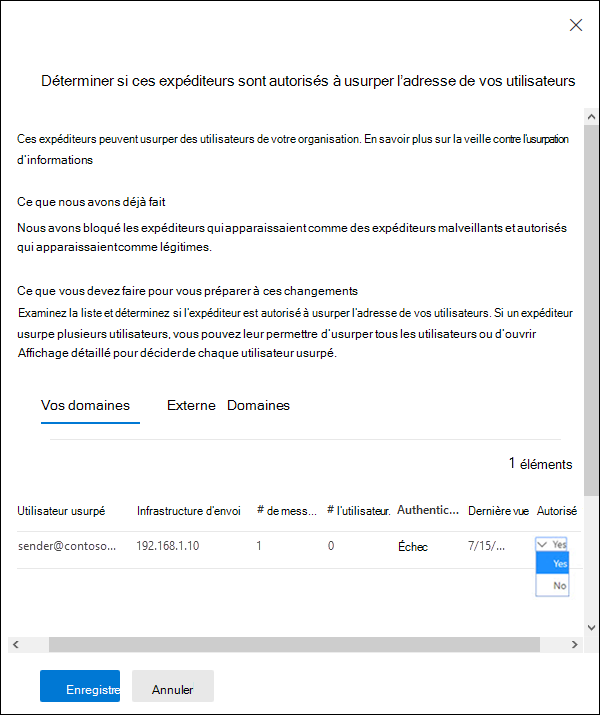 Déterminer si ces expéditeurs sont autorisés à usurper l'adresse de vos utilisateurs
Ces expéditeurs peuvent usurper des utilisateurs de votre organisation. En savoir plus sur la veille contre l'usurpation
d'informations
Ce que nous avons déjà fait
Nous avons bloqué les expéditeurs qui apparaissaient comme des expéditeurs malveillants et autorisés
qui apparaissaient comme légitimes.
Ce que vous devez faire pour vous préparer à ces changements
Examinez la liste et déterminez si l'expéditeur est autorisé à usurper l'adresse de vos utilisateurs. Si un expéditeur
usurpe plusieurs utilisateurs, vous pouvez leur permettre d'usurper tous les utilisateurs ou d'ouvrir
Affichage détaillé pour décider de chaque utilisateur usurpé.
Vos domaines Externe Domaines
1 éléments
Utilisateur usurpé Infrastructure d'envoi # de mess... # l'utilisateur. Authentic... Dernière vue Autorisé
sender@contoso... 192.168.1.10 1 0 Échec 7/15/... Yes
Yes
No
Enregistre Annuler